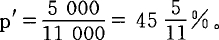 p′ = 5 000/11 000 = 45 5/11 %。